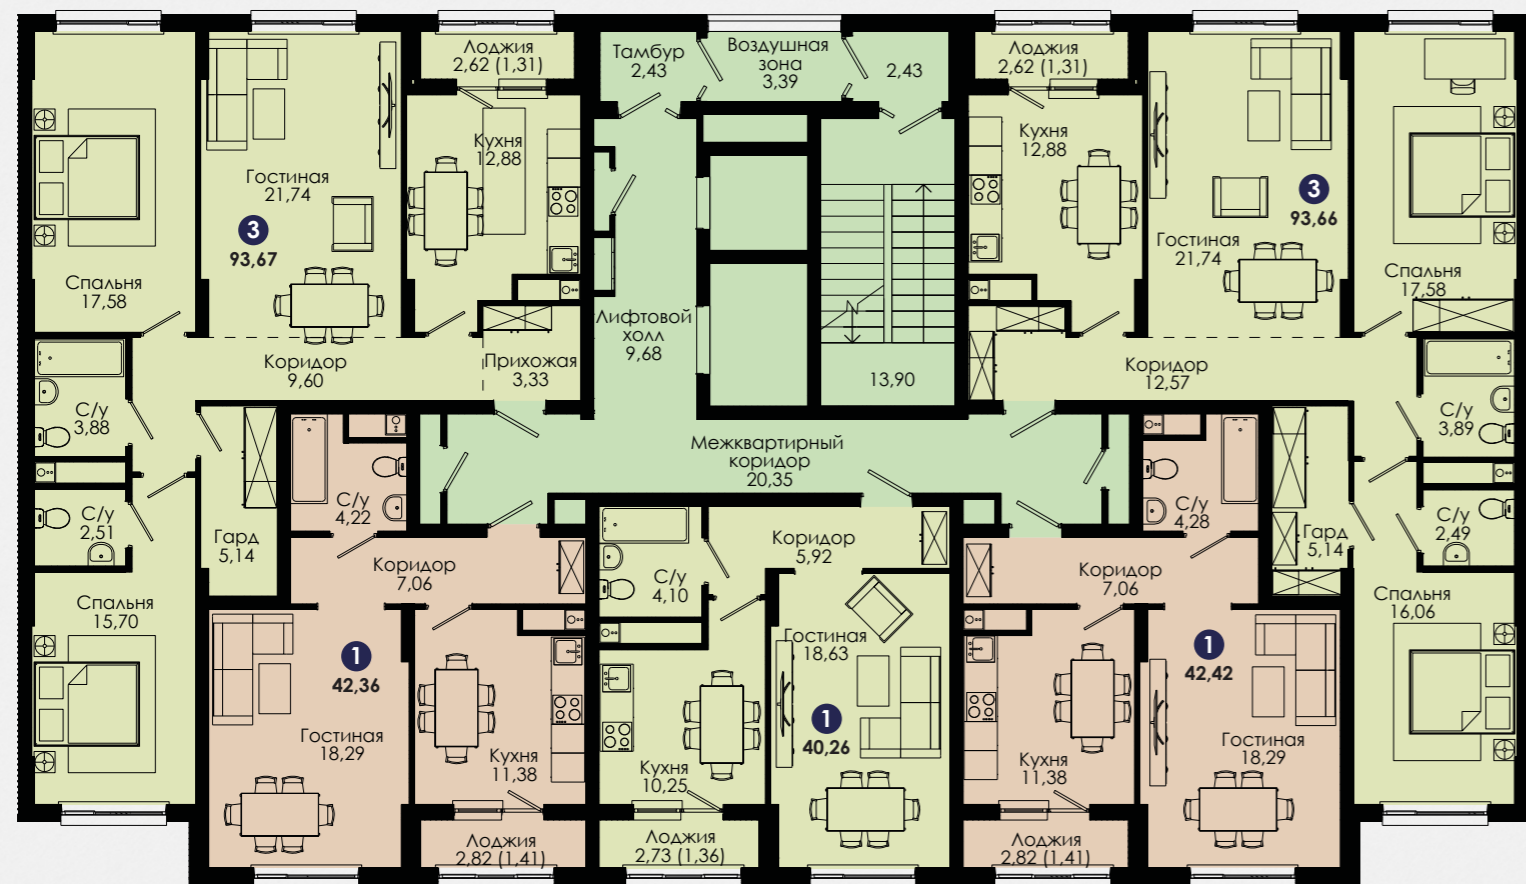 Лоджия
2,62 (1,31)
Тамбур
2,43
Воздушная
зона
3,39
2,43
Лоджия
2,62 (1,31)
Кухня
12,88
Гостиная
21,74
3
93,67
Спальня
17,58
Кухня
12,88
3
93,66
Гостиная
21,74
Спальня
17,58
Лифтовой
холл
9,68
Коридор
9,60
Прихожая
3,33
13,90
Коридор
12,57
С/у
3,88
С/у
3,89
Межквартирный
коридор
20,35
С/у
4,22
С/у
4,28
С/у
2,51
Гард
5,14
Гард
5,14
С/у
2,49
Коридор
7,06
С/у
4,10
Коридор
5,92
Коридор
7,06
Спальня
15,70
Спальня
16,06
1
42,36
Гостиная
18,63
1
42,42
Гостиная
18,29
Кухня
11,38
Кухня
10,25
1
40,26
Кухня
11,38
Гостиная
18,29
Лоджия
2,82 (1,41)
Лоджия
2,73 (1,36)
Лоджия
2,82 (1,41)